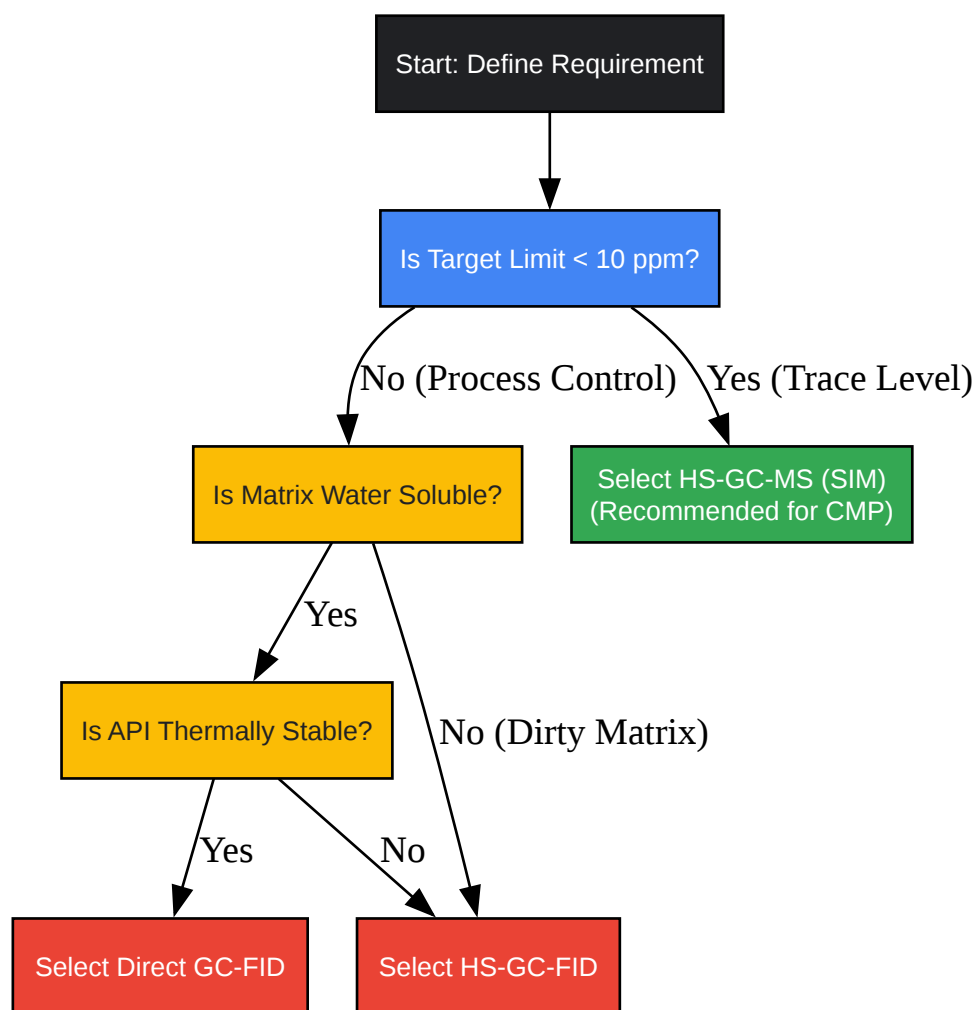 Start: Define Requirement
Is Target Limit < 10 ppm?
No (Process Control)
Yes (Trace Level)
Is Matrix Water Soluble?
Select HS-GC-MS (SIM)
(Recommended for CMP)
Yes
Is API Thermally Stable?
No (Dirty Matrix)
Yes
No
Select Direct GC-FID
Select HS-GC-FID